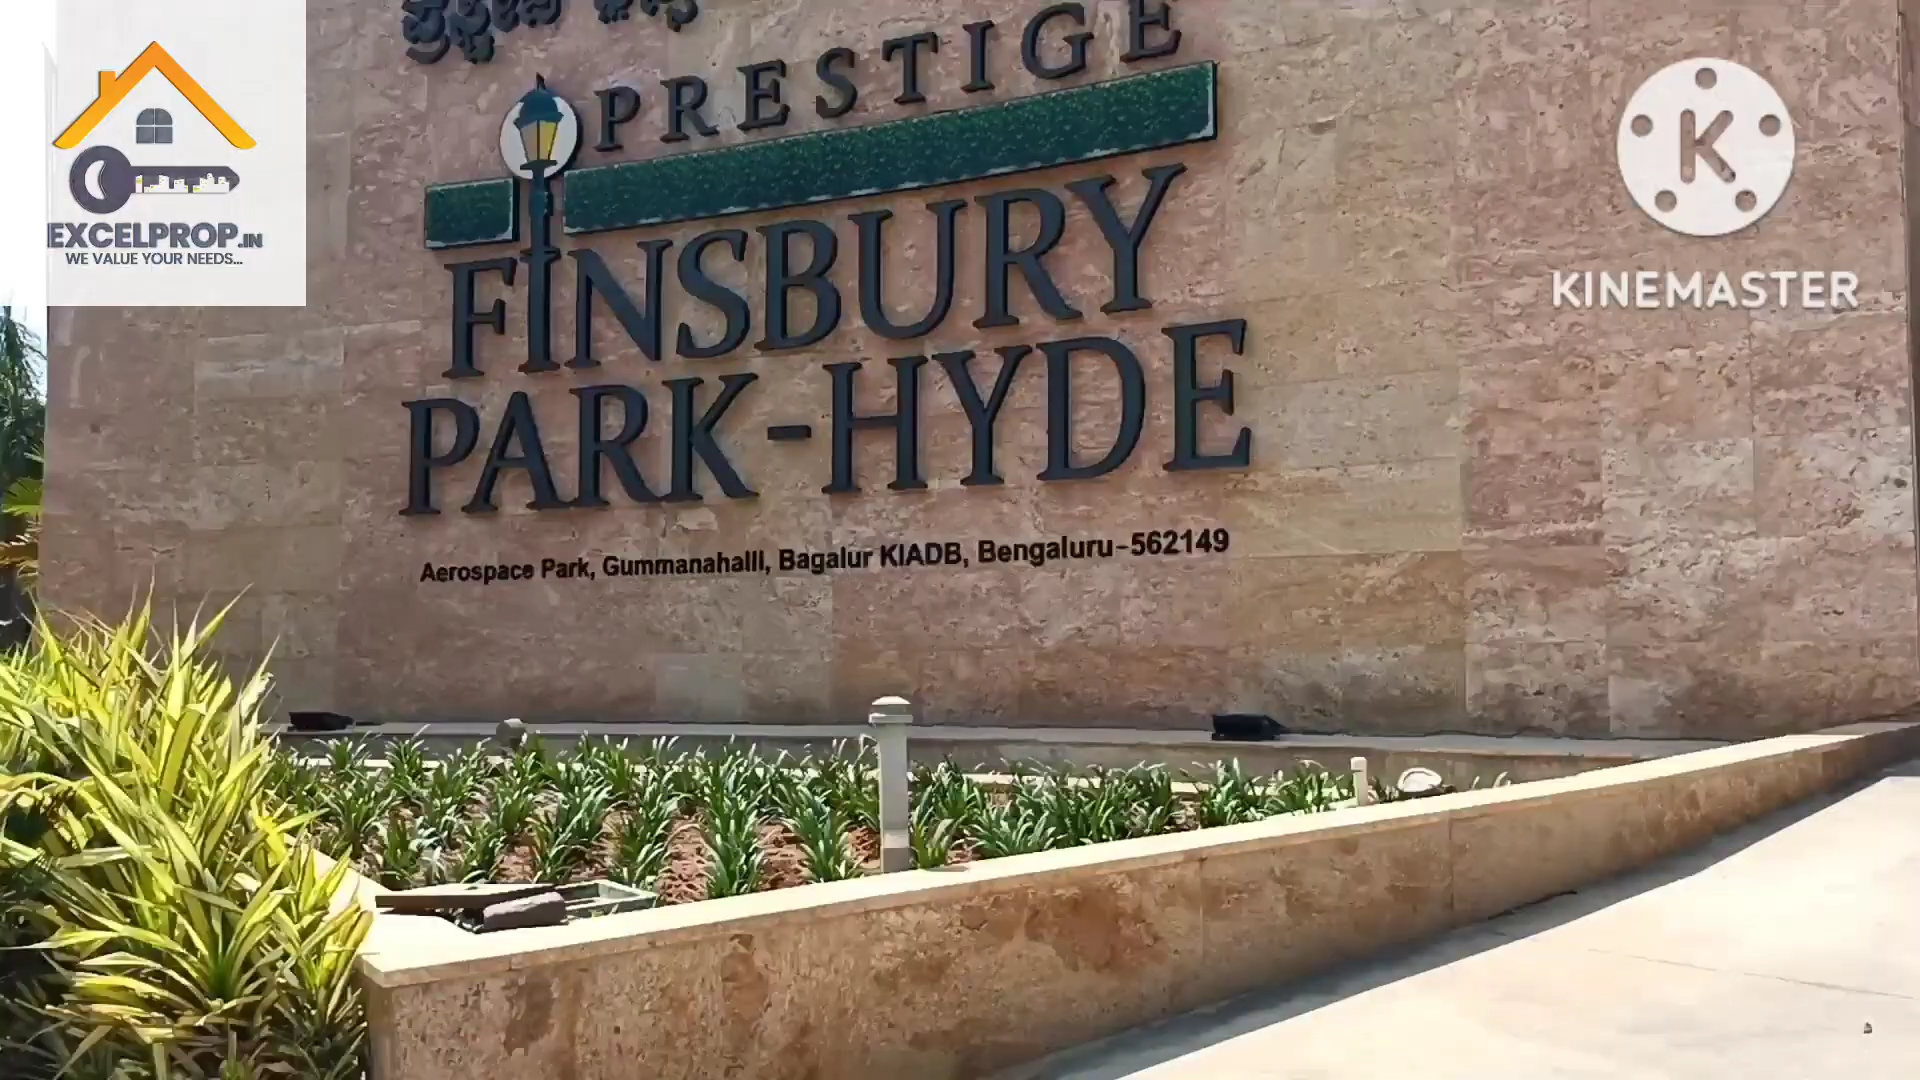 PRESTIGE
FINSBURY
PARK-HYDE
Aerospace Park, Gummanahalli, Bagalur KIADB, Bengaluru-562149
EXCELPROP.IN
WE VALUE YOUR NEEDS...
K
KINEMASTER